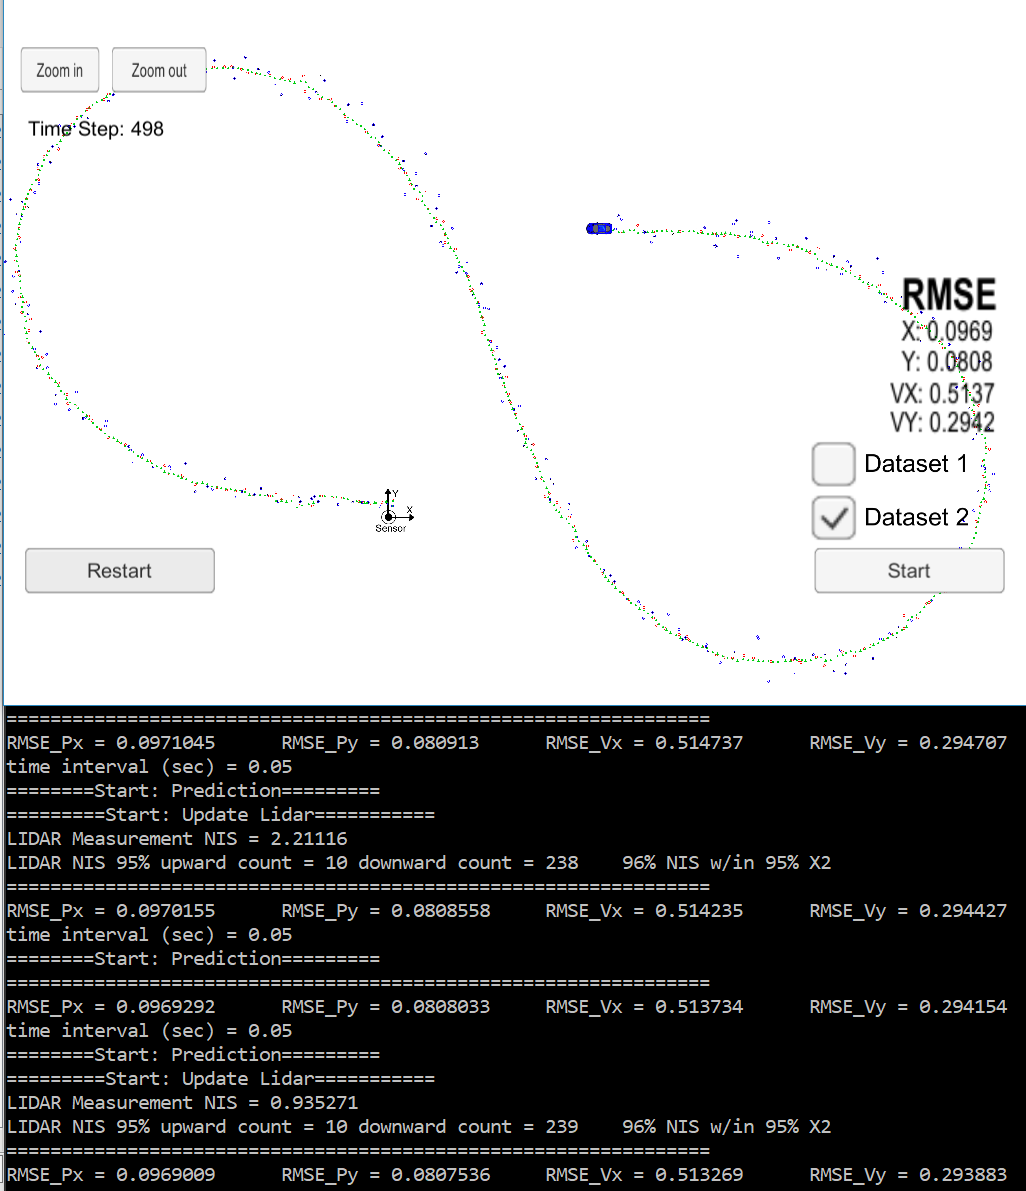 Zoom in
Zoom out
Time Step: 498
RMSE
X: 0.0969
Y: 0.0808
VX: 0.5137
VY: 0.2942
Dataset 1
Y
X
Sensor
Dataset 2
Restart
Start
================================================================
RMSE_Px = 0.0971045      RMSE_Py = 0.080913      RMSE_Vx = 0.514737      RMSE_Vy = 0.294707
time interval (sec) = 0.05
========Start: Prediction=========
=========Start: Update Lidar===========
LIDAR Measurement NIS = 2.21116
LIDAR NIS 95% upward count = 10 downward count = 238    96% NIS w/in 95% X2
================================================================
RMSE_Px = 0.0970155      RMSE_Py = 0.0808558     RMSE_Vx = 0.514235      RMSE_Vy = 0.294427
time interval (sec) = 0.05
========Start: Prediction=========
================================================================
RMSE_Px = 0.0969292      RMSE_Py = 0.0808033     RMSE_Vx = 0.513734      RMSE_Vy = 0.294154
time interval (sec) = 0.05
========Start: Prediction=========
=========Start: Update Lidar===========
LIDAR Measurement NIS = 0.935271
LIDAR NIS 95% upward count = 10 downward count = 239    96% NIS w/in 95% X2
================================================================
RMSE_Px = 0.0969009      RMSE_Py = 0.0807536     RMSE_Vx = 0.513269      RMSE_Vy = 0.293883